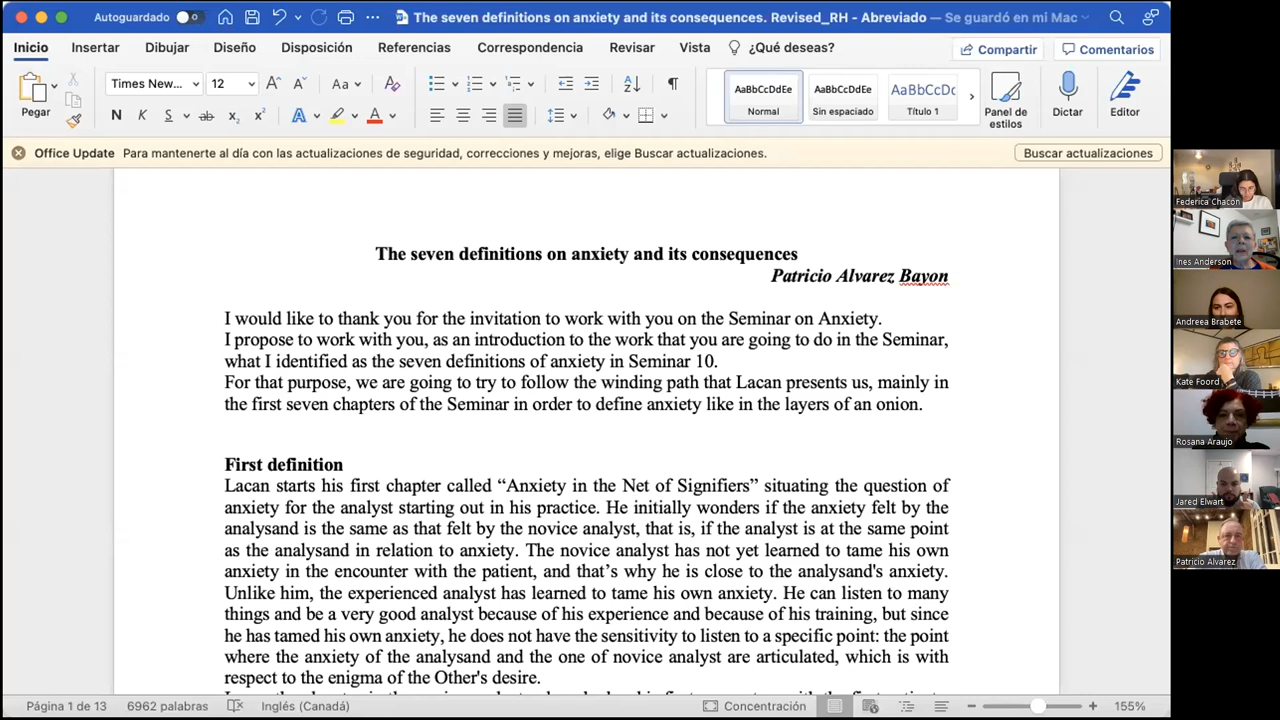 Autoguardado
The seven definitions on anxiety and its consequences. Revised_RH - Abreviado — Se guardó en mi Mac
Inicio Insertar Dibujar Diseño Disposición Referencias Correspondencia Revisar Vista ¿Qué deseas? Compartir Comentarios
Pegar Times New... 12 AaBbCcDdEe Normal AaBbCcDdEe Sin espaciado AaBbCcDc Título 1 Panel de estilos Dictar Editor
N K S ab x₂ x² A A
Office Update Para mantenerte al día con las actualizaciones de seguridad, correcciones y mejoras, elige Buscar actualizaciones. Buscar actualizaciones
The seven definitions on anxiety and its consequences
Patricio Alvarez Bayon
I would like to thank you for the invitation to work with you on the Seminar on Anxiety.
I propose to work with you, as an introduction to the work that you are going to do in the Seminar,
what I identified as the seven definitions of anxiety in Seminar 10.
For that purpose, we are going to try to follow the winding path that Lacan presents us, mainly in
the first seven chapters of the Seminar in order to define anxiety like in the layers of an onion.
First definition
Lacan starts his first chapter called “Anxiety in the Net of Signifiers” situating the question of
anxiety for the analyst starting out in his practice. He initially wonders if the anxiety felt by the
analysand is the same as that felt by the novice analyst, that is, if the analyst is at the same point
as the analysand in relation to anxiety. The novice analyst has not yet learned to tame his own
anxiety in the encounter with the patient, and that’s why he is close to the analysand's anxiety.
Unlike him, the experienced analyst has learned to tame his own anxiety. He can listen to many
things and be a very good analyst because of his experience and because of his training, but since
he has tamed his own anxiety, he does not have the sensitivity to listen to a specific point: the point
where the anxiety of the analysand and the one of novice analyst are articulated, which is with
respect to the enigma of the Other's desire.
Página 1 de 13 6962 palabras Inglés (Canadá) Concentración 155%
Federica Chacón
Ines Anderson
Andreea Brabete
Kate Foord
Rosana Araujo
Jared Elwart
Patricio Alvarez